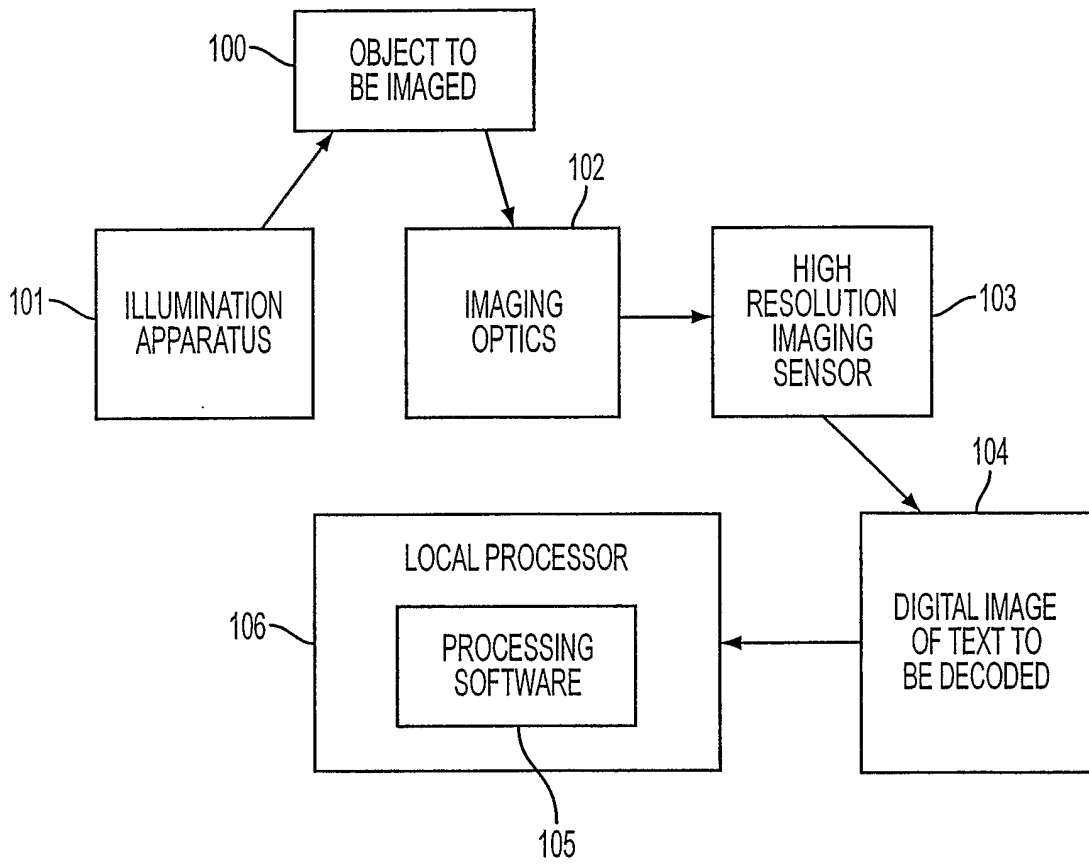 100
OBJECT TO
BE IMAGED
101
ILLUMINATION
APPARATUS
102
IMAGING
OPTICS
HIGH
RESOLUTION
IMAGING
SENSOR
103
104
DIGITAL IMAGE
OF TEXT TO
BE DECODED
LOCAL PROCESSOR
106
PROCESSING
SOFTWARE
105